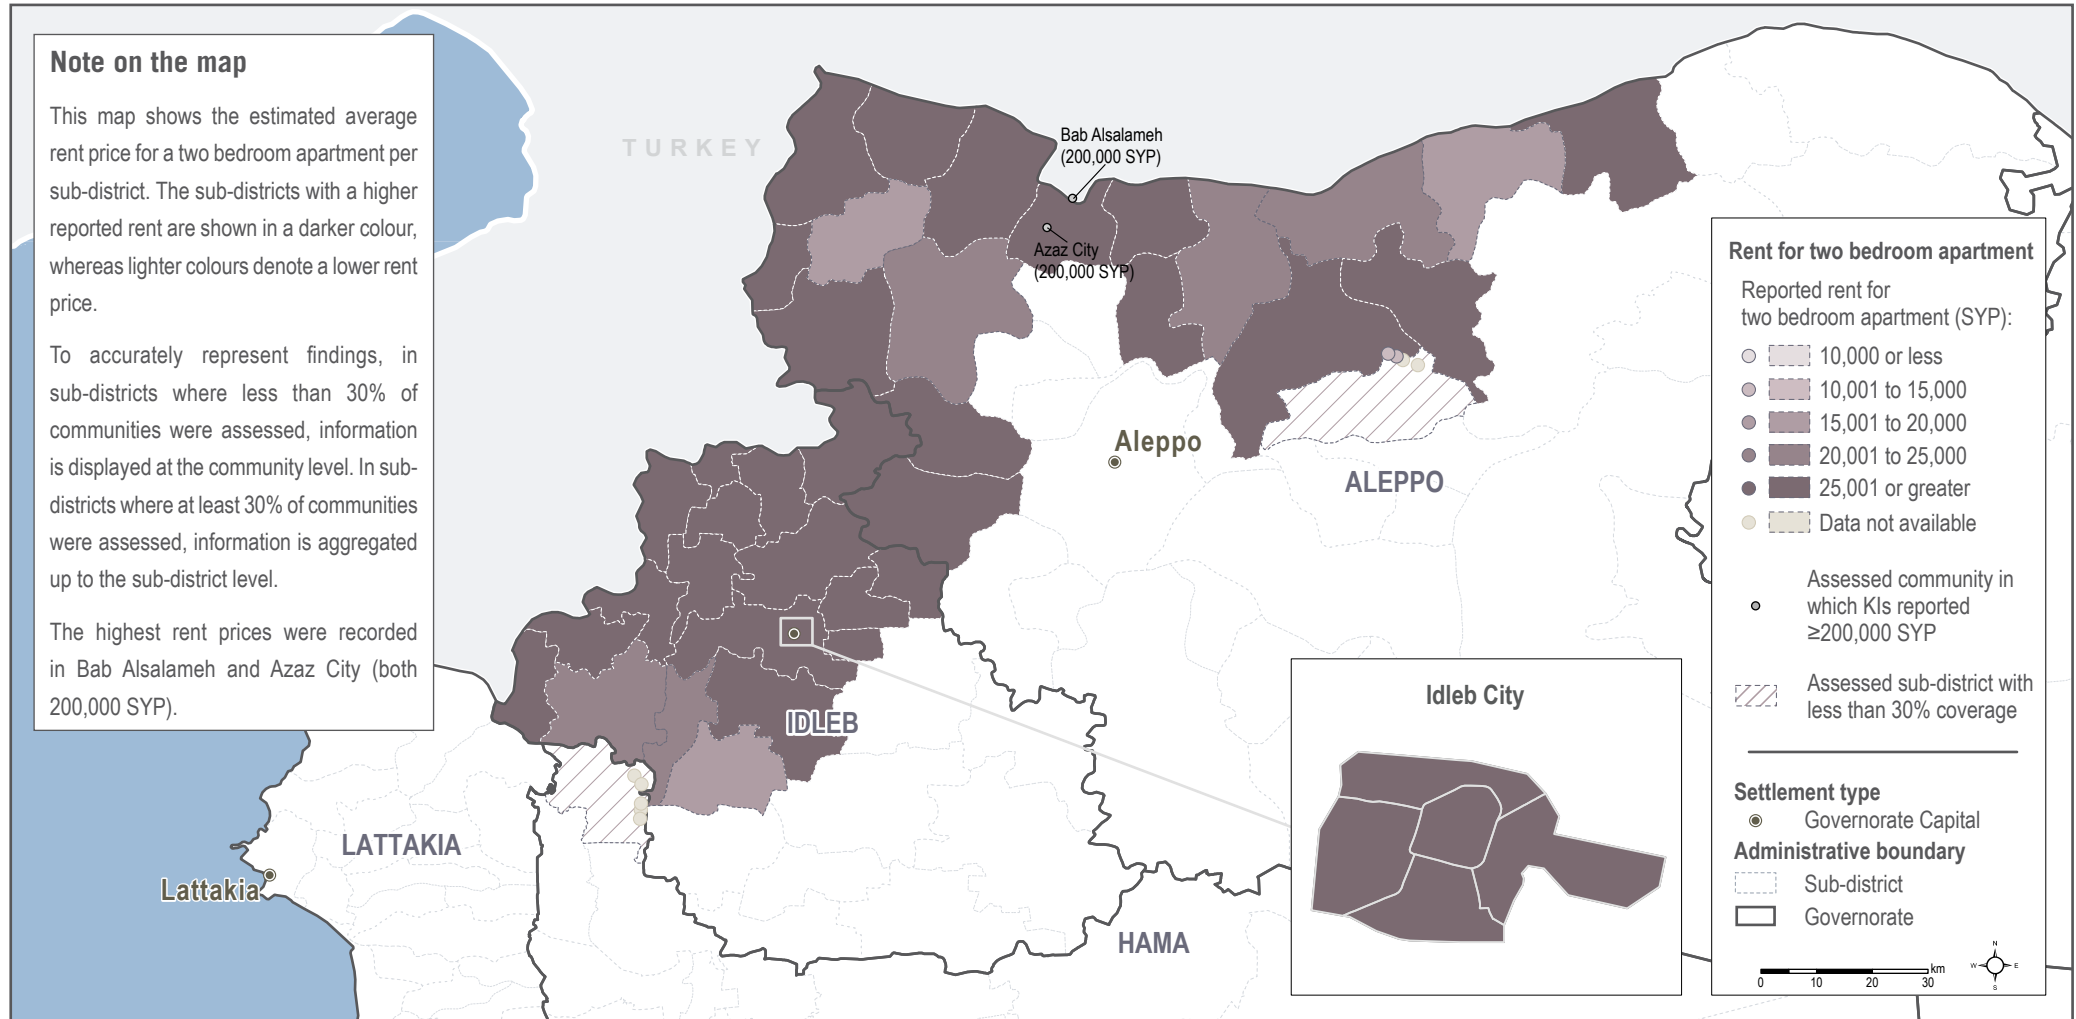 Note on the map
This map shows the estimated average
rent price for a two bedroom apartment per
sub-district. The sub-districts with a higher
reported rent are shown in a darker colour,
whereas lighter colours denote a lower rent
price.
To accurately represent findings, in
sub-districts where less than 30% of
communities were assessed, information
is displayed at the community level. In sub-
districts where at least 30% of communities
were assessed, information is aggregated
up to the sub-district level.
The highest rent prices were recorded
in Bab Alsalameh and Azaz City (both
200,000 SYP).
TURKEY
Bab Alsalameh
(200,000 SYP)
Azaz City
(200,000 SYP)
Aleppo
ALEPPO
IDLEB
LATTAKIA
Lattakia
HAMA
Idleb City
Rent for two bedroom apartment
Reported rent for
two bedroom apartment (SYP):
10,000 or less
10,001 to 15,000
15,001 to 20,000
20,001 to 25,000
25,001 or greater
Data not available
Assessed community in
which KIs reported
≥200,000 SYP
Assessed sub-district with
less than 30% coverage
Settlement type
Governorate Capital
Administrative boundary
Sub-district
Governorate
N
W E
S
km
0 10 20 30